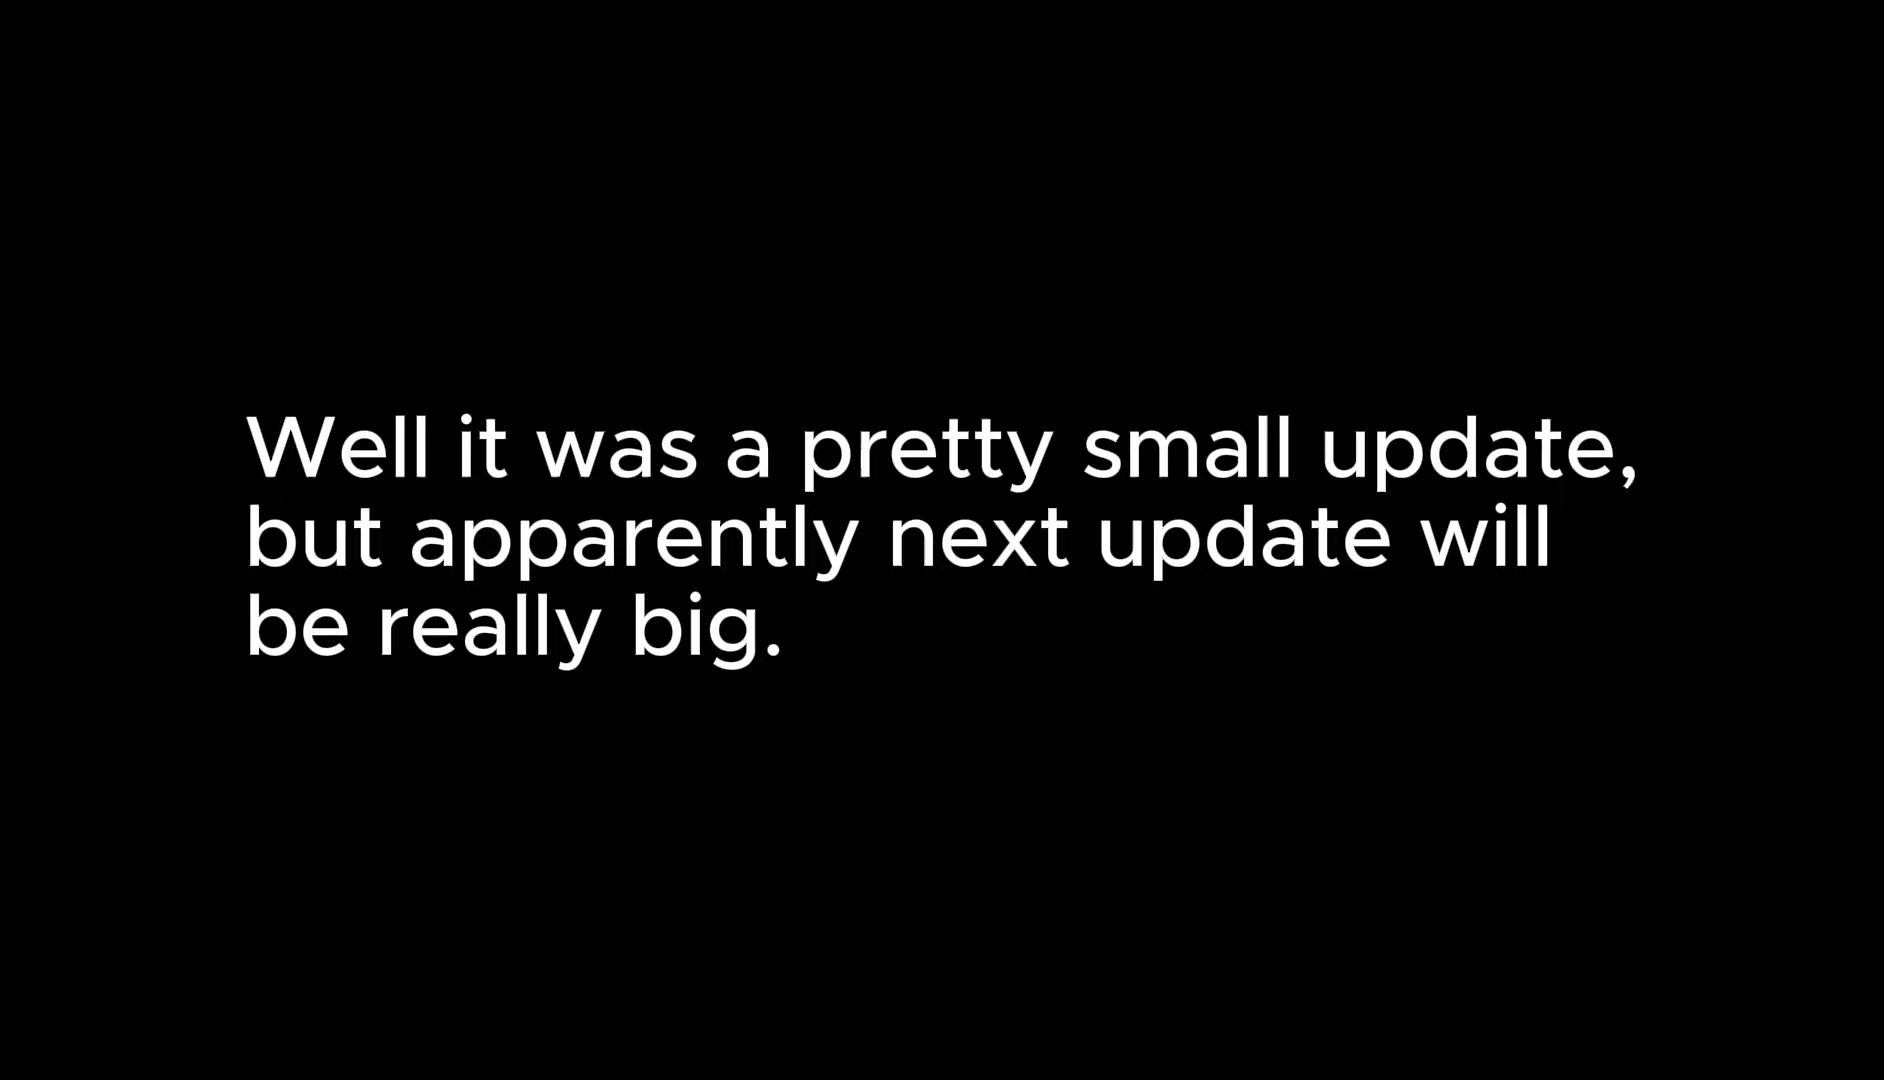 Well it was a pretty small update,
but apparently next update will
be really big.